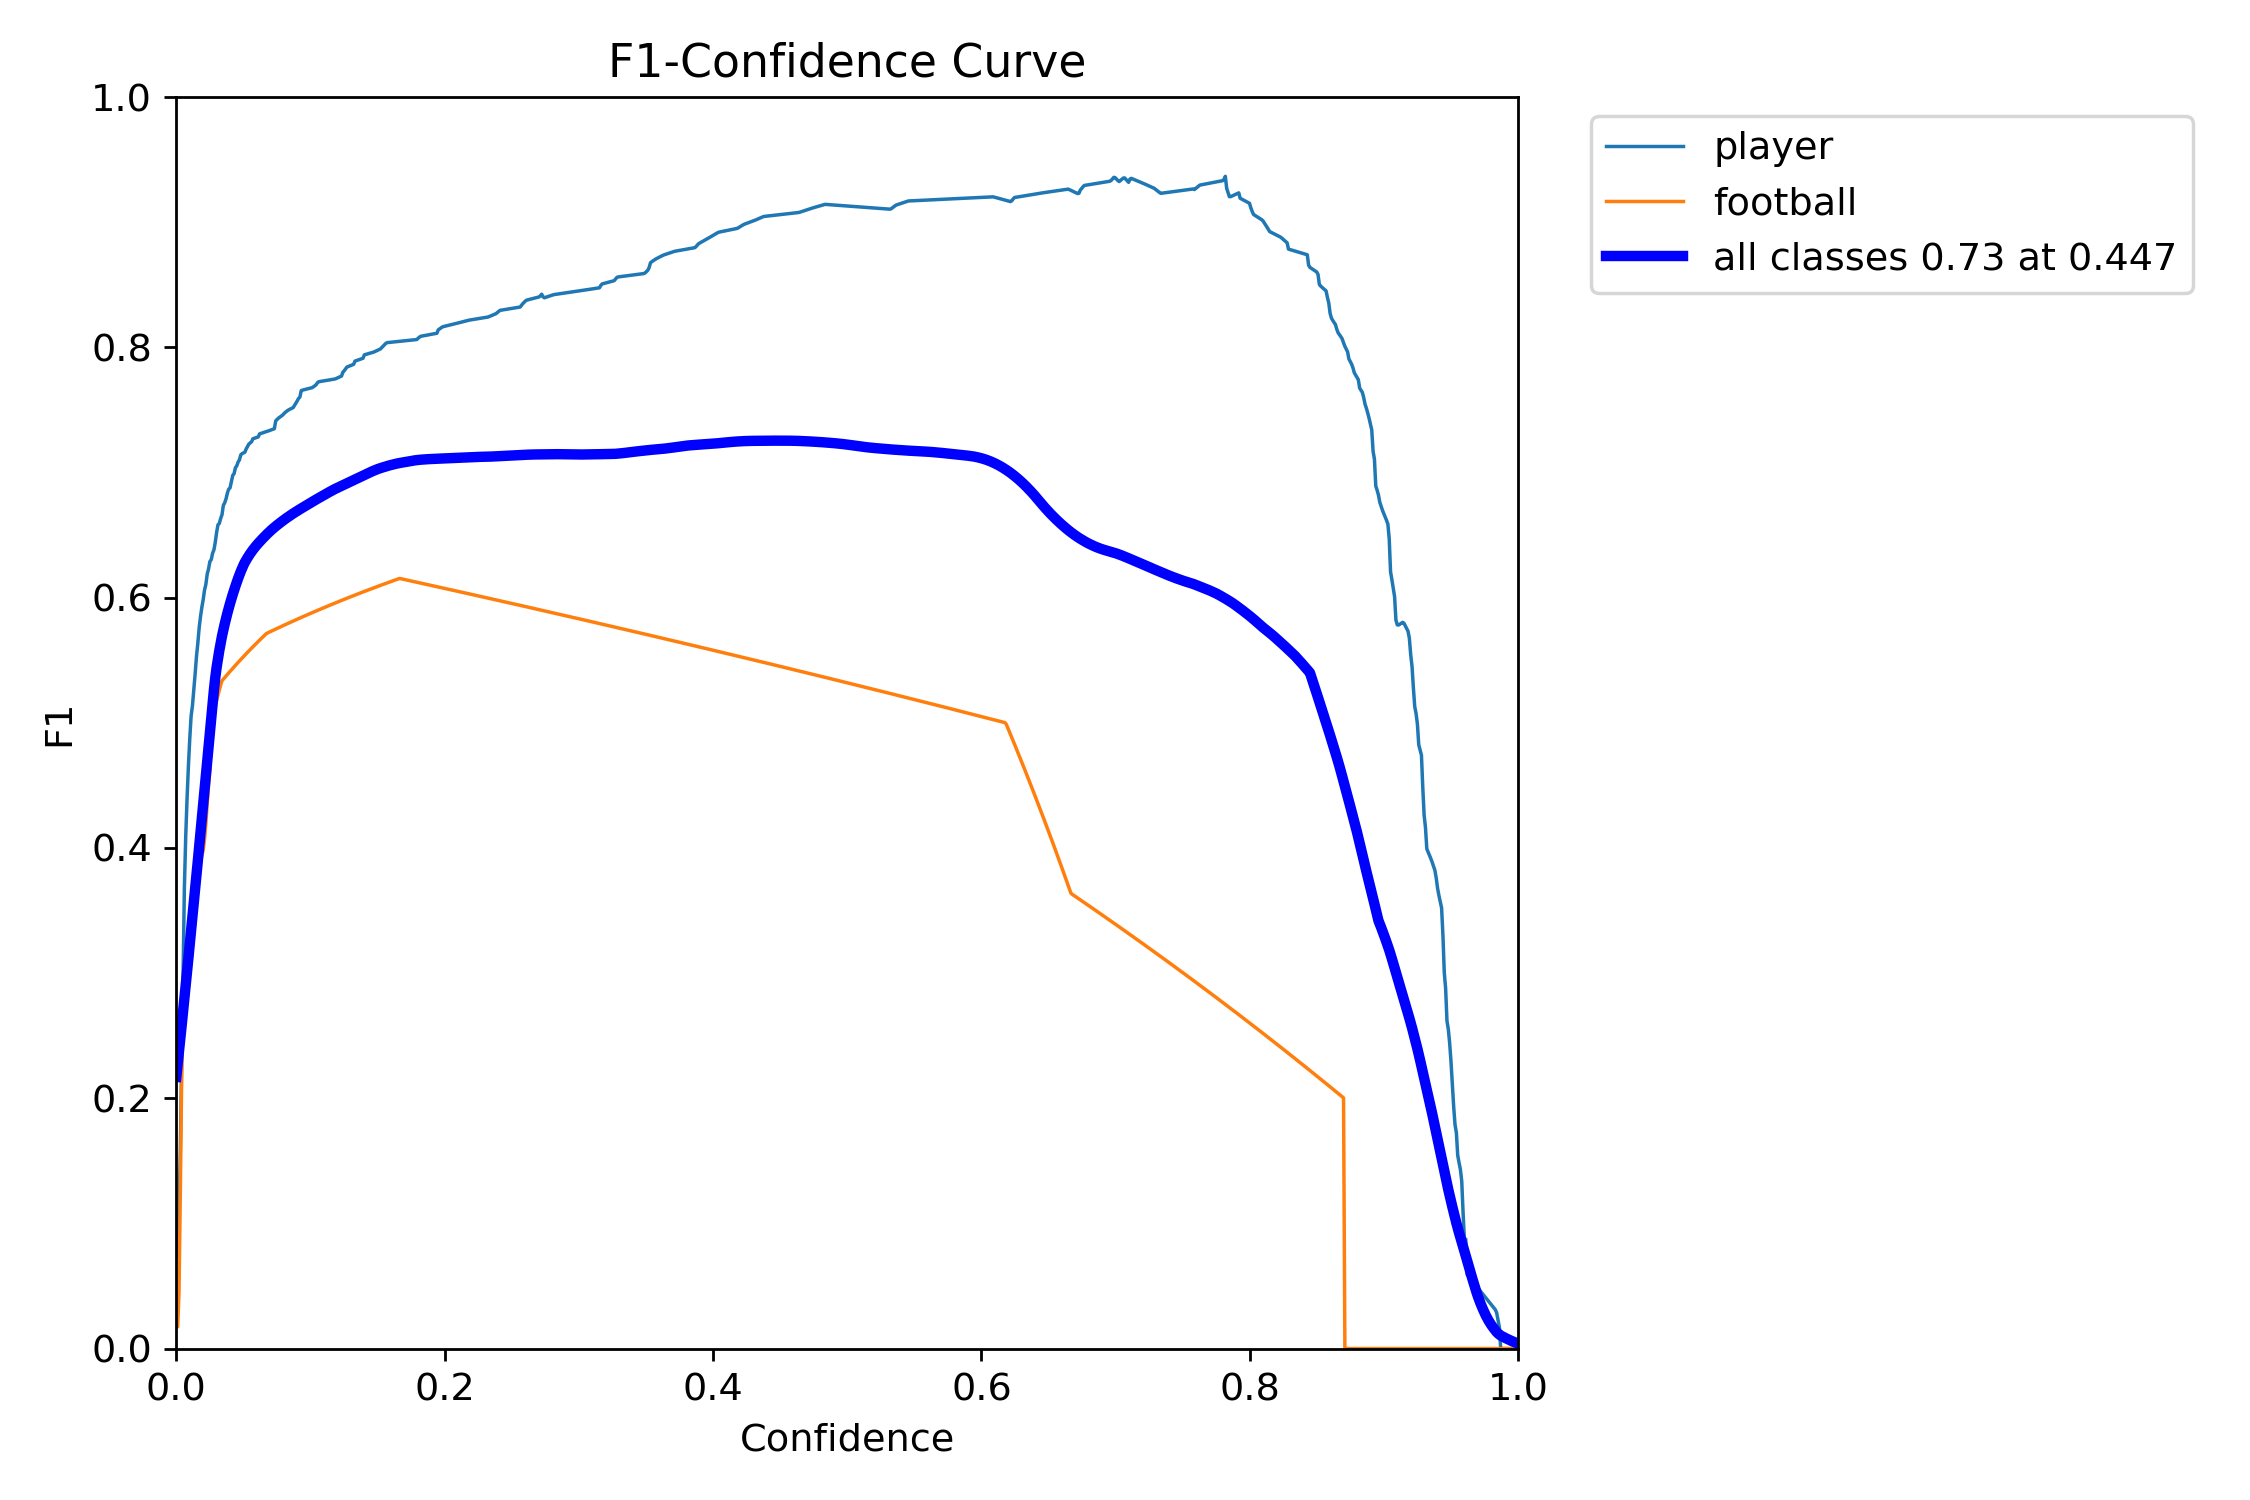 F1-Confidence Curve
player
football
all classes 0.73 at 0.447
F1
1.0
0.8
0.6
0.4
0.2
0.0
0.0 0.2 0.4 0.6 0.8 1.0
Confidence